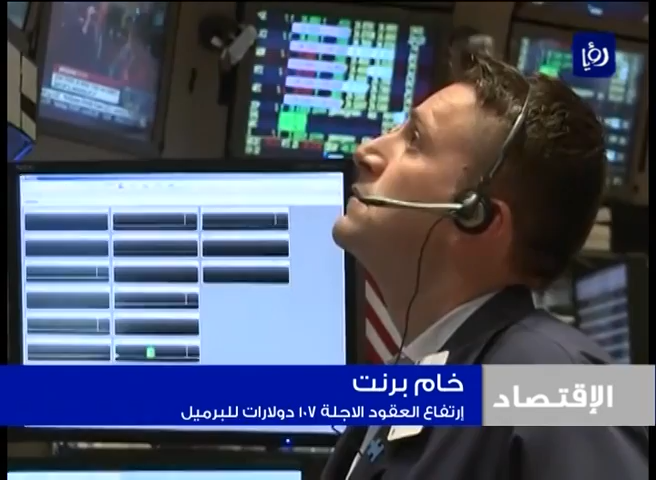 رؤيا
الإقتصاد
خام برنت
إرتفاع العقود الاجلة ١٠٧ دولارات للبرميل